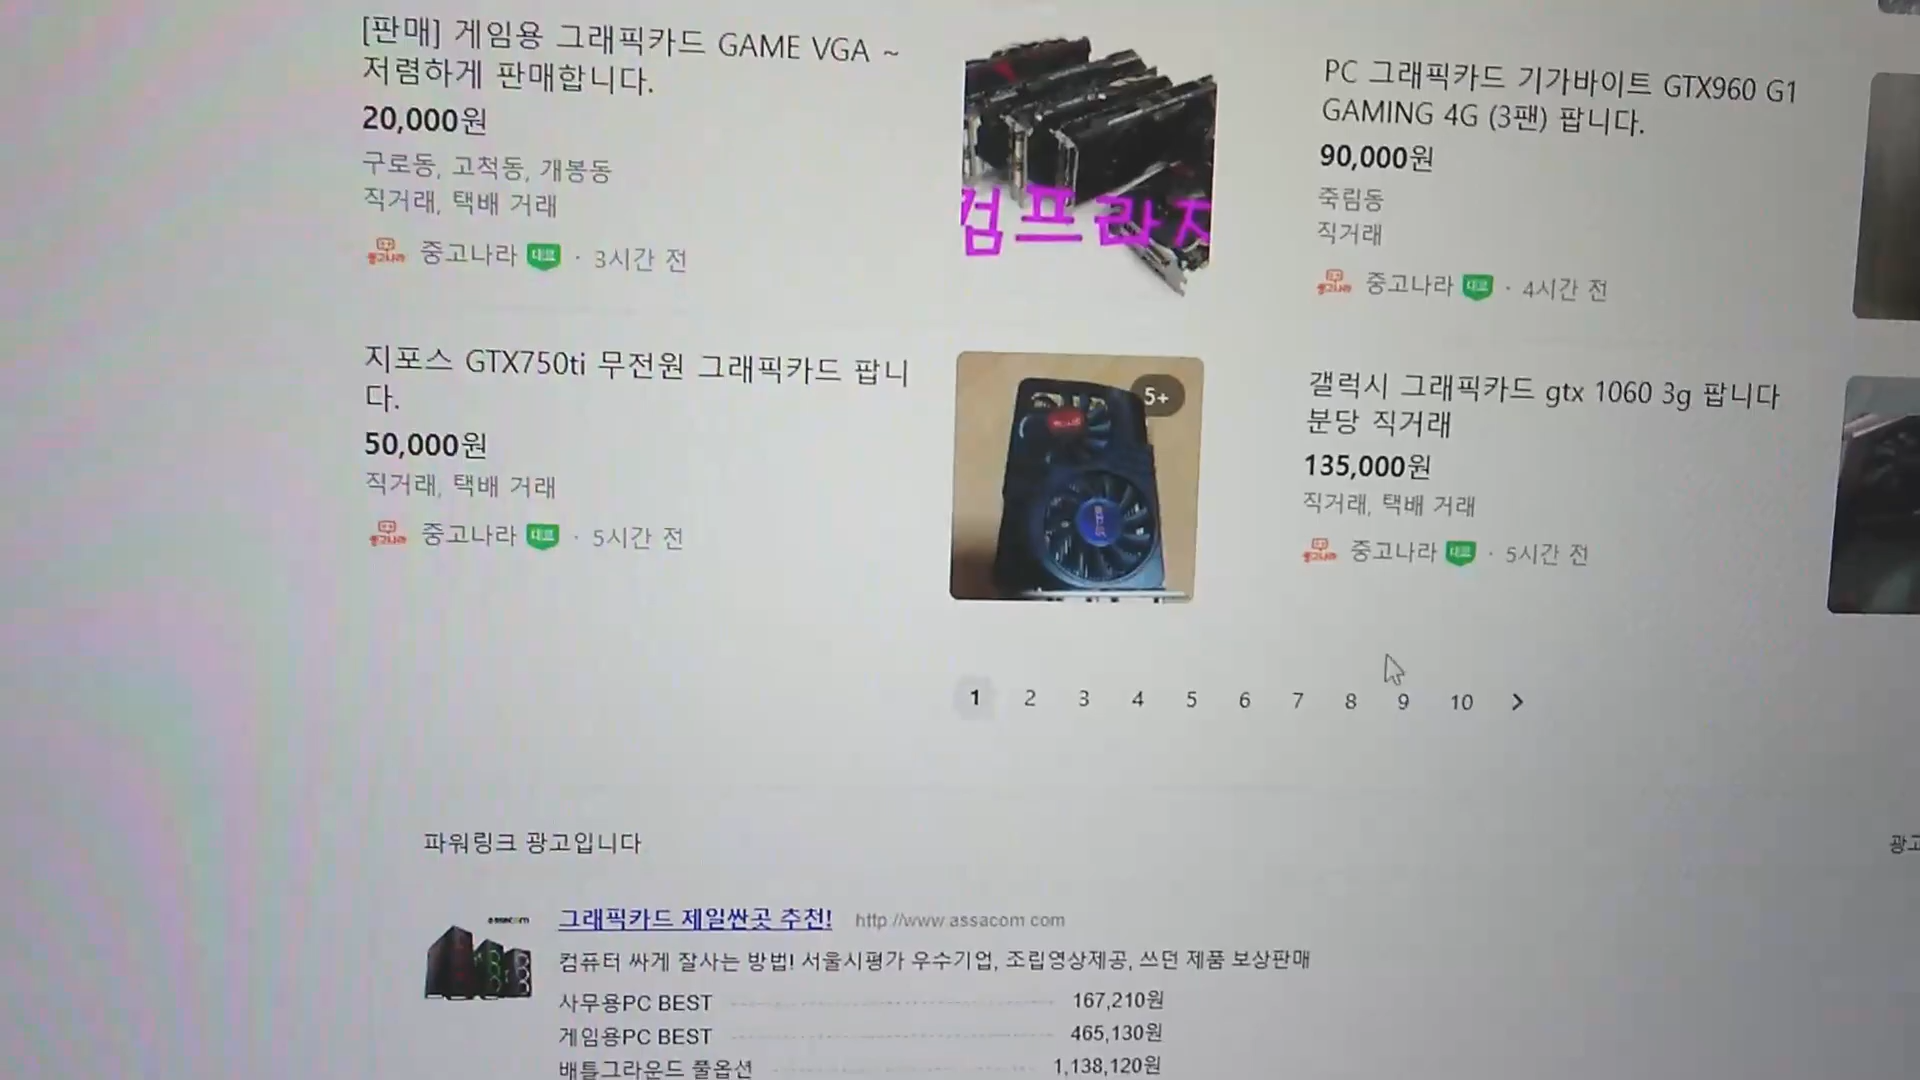 [판매] 게임용 그래픽카드 GAME VGA ~
저렴하게 판매합니다.
20,000원
구로동, 고척동, 개봉동
직거래, 택배 거래
중고나라 대표 · 3시간 전
컴프라자
PC 그래픽카드 기가바이트 GTX960 G1
GAMING 4G (3팬) 팝니다.
90,000원
죽림동
직거래
중고나라 대표 · 4시간 전
지포스 GTX750ti 무전원 그래픽카드 팝니
다.
50,000원
직거래, 택배 거래
중고나라 대표 · 5시간 전
5+
갤럭시 그래픽카드 gtx 1060 3g 팝니다
분당 직거래
135,000원
직거래, 택배 거래
중고나라 대표 · 5시간 전
1 2 3 4 5 6 7 8 9 10 >
파워링크 광고입니다
광고
assacom
그래픽카드 제일싼곳 추천! http://www.assacom.com
컴퓨터 싸게 잘사는 방법! 서울시평가 우수기업, 조립영상제공, 쓰던 제품 보상판매
사무용PC BEST 167,210원
게임용PC BEST 465,130원
배틀그라운드 풀옵션 1,138,120원